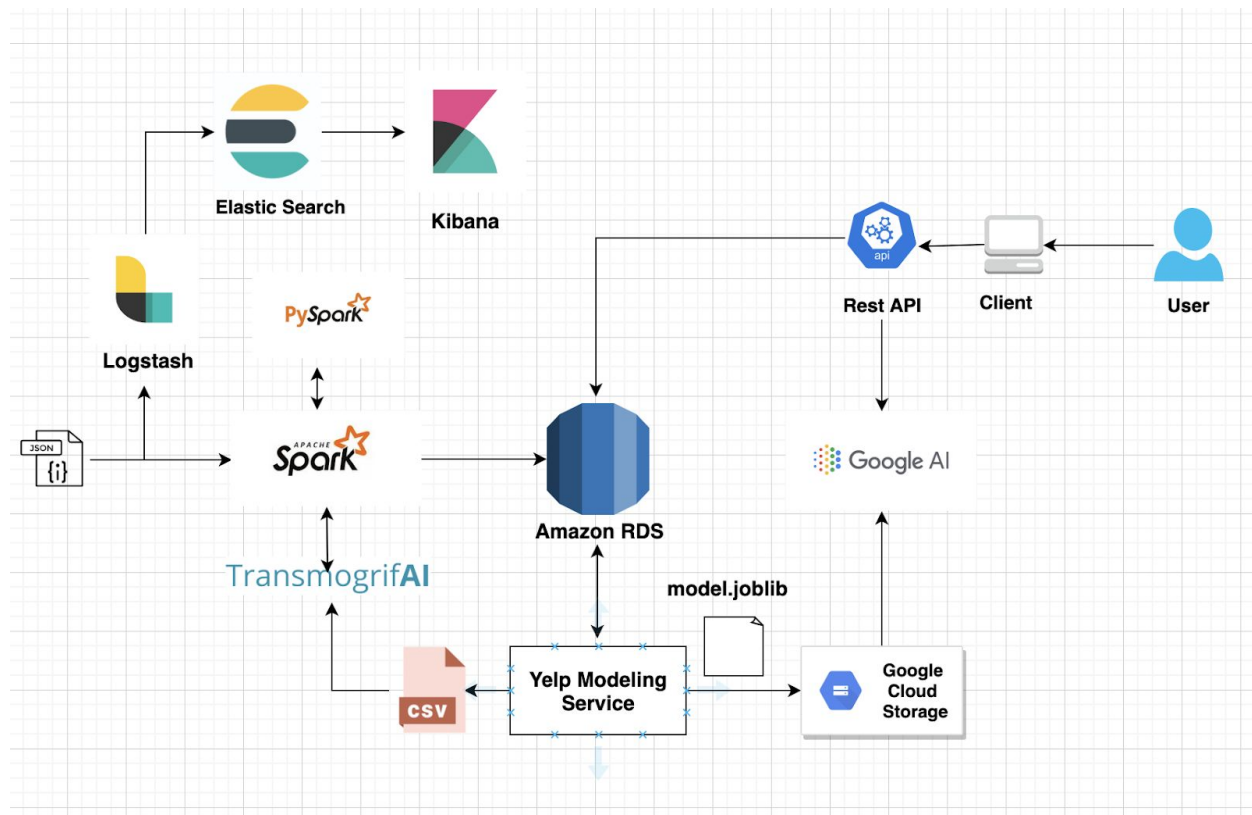 Elastic Search
Kibana
api
Rest API
Client
User
PySpark
Logstash
JSON
{i}
APACHE
Spark
Google AI
Amazon RDS
TransmogrifAI
model.joblib
CSV
Yelp Modeling
Service
Google
Cloud
Storage